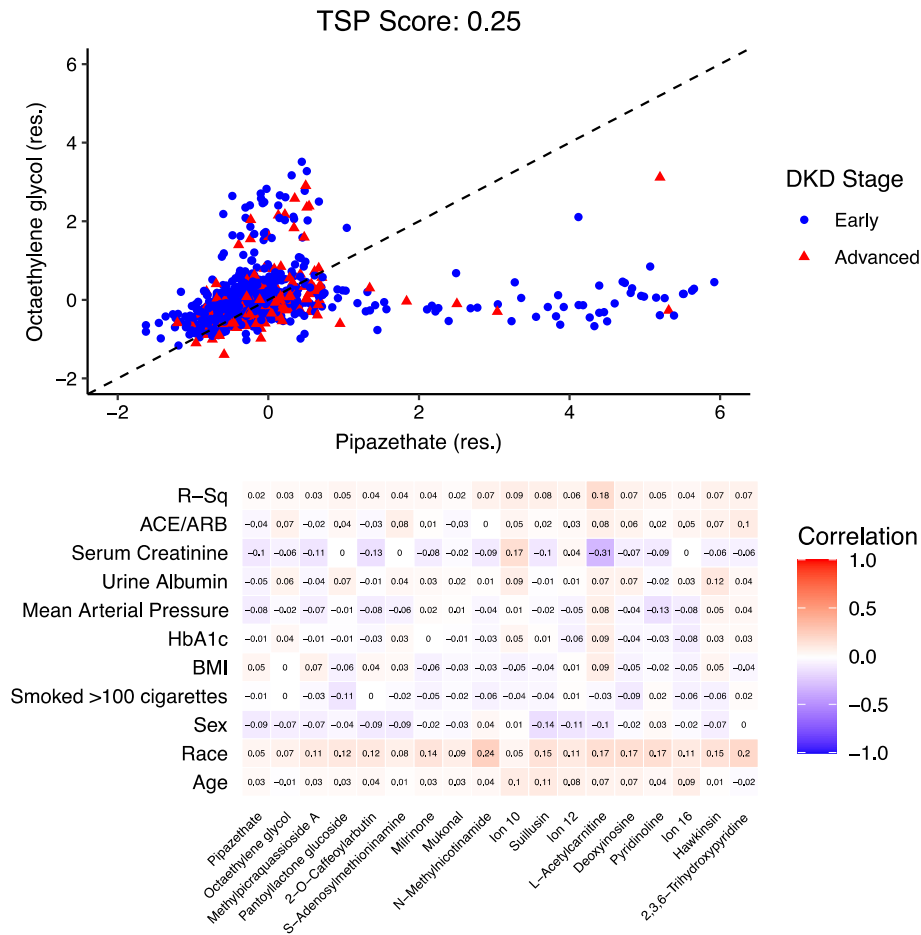 TSP Score: 0.25
6
4
2
0
−2
Octaethylene glycol (res.)
−2 0 2 4 6
Pipazethate (res.)
DKD Stage
Early
Advanced
R−Sq 0.02 0.03 0.03 0.05 0.04 0.04 0.04 0.02 0.07 0.09 0.08 0.06 0.18 0.07 0.05 0.04 0.07 0.07
ACE/ARB −0.04 0.07 −0.02 0.04 −0.03 0.08 0.01 −0.03 0 0.05 0.02 0.03 0.08 0.06 0.02 0.05 0.07 0.1
Serum Creatinine −0.1 −0.06 −0.11 0 −0.13 0 −0.08 −0.02 −0.09 0.17 −0.1 0.04 −0.31 −0.07 −0.09 0 −0.06 −0.06
Urine Albumin −0.05 0.06 −0.04 0.07 −0.01 0.04 0.03 0.01 0.02 0.09 −0.01 0.01 0.07 0.07 −0.02 0.03 0.12 0.04
Mean Arterial Pressure −0.08 −0.02 −0.07 −0.01 −0.08 −0.06 0.02 0.01 −0.04 0.01 −0.02 −0.05 0.08 −0.04 −0.13 −0.08 0.05 0.04
HbA1c −0.01 0.04 −0.01 −0.01 −0.03 0.03 0 −0.01 −0.02 0.05 0.01 −0.06 0.09 −0.04 −0.03 −0.08 0.03 0.03
BMI 0.05 0 0.07 −0.06 0.04 0.03 −0.06 −0.03 −0.03 −0.05 −0.04 0.01 0.09 −0.05 −0.02 −0.05 0.05 −0.04
Smoked >100 cigarettes −0.01 0 −0.03 −0.11 0 −0.02 −0.05 −0.02 −0.06 −0.04 −0.04 −0.01 −0.03 −0.09 0.02 −0.06 −0.06 0.02
Sex −0.09 −0.07 −0.07 −0.04 −0.09 −0.09 −0.02 −0.03 0.04 0.01 −0.14 −0.11 −0.1 −0.02 0.03 −0.02 −0.07 0
Race 0.05 0.07 0.11 0.12 0.12 0.08 0.14 0.09 0.24 0.05 0.15 0.11 0.17 0.17 0.17 0.11 0.15 0.2
Age 0.03 −0.01 0.03 0.03 0.04 0.01 0.03 0.03 0.04 0.1 0.11 0.08 0.07 0.07 0.04 0.09 0.01 −0.02
Pipazethate
Octaethylene glycol
Methylpicraquassioside A
Pantoyllactone glucoside
2−O−Caffeoylarbutin
S−Adenosylmethioninamine
Milrinone
Mukonal
N−Methylnicotinamide
Ion 10
Suillusin
Ion 12
L−Acetylcarnitine
Deoxyinosine
Pyridinoline
Ion 16
Hawkinsin
2,3,6−Trihydroxypyridine
Correlation
1.0
0.5
0.0
−0.5
−1.0